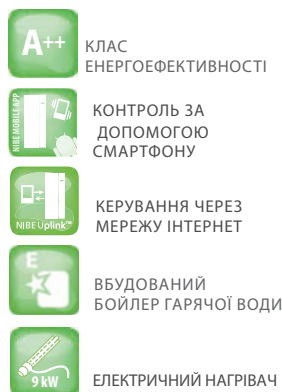 A++
КЛАС
ЕНЕРГОЕФЕКТИВНОСТІ
NIBE MOBILE APP
КОНТРОЛЬ ЗА
ДОПОМОГОЮ
СМАРТФОНУ
NIBE Uplink™
КЕРУВАННЯ ЧЕРЕЗ
МЕРЕЖУ ІНТЕРНЕТ
E
ВБУДОВАНИЙ
БОЙЛЕР ГАРЯЧОЇ ВОДИ
9 kW
ЕЛЕКТРИЧНИЙ НАГРІВАЧ